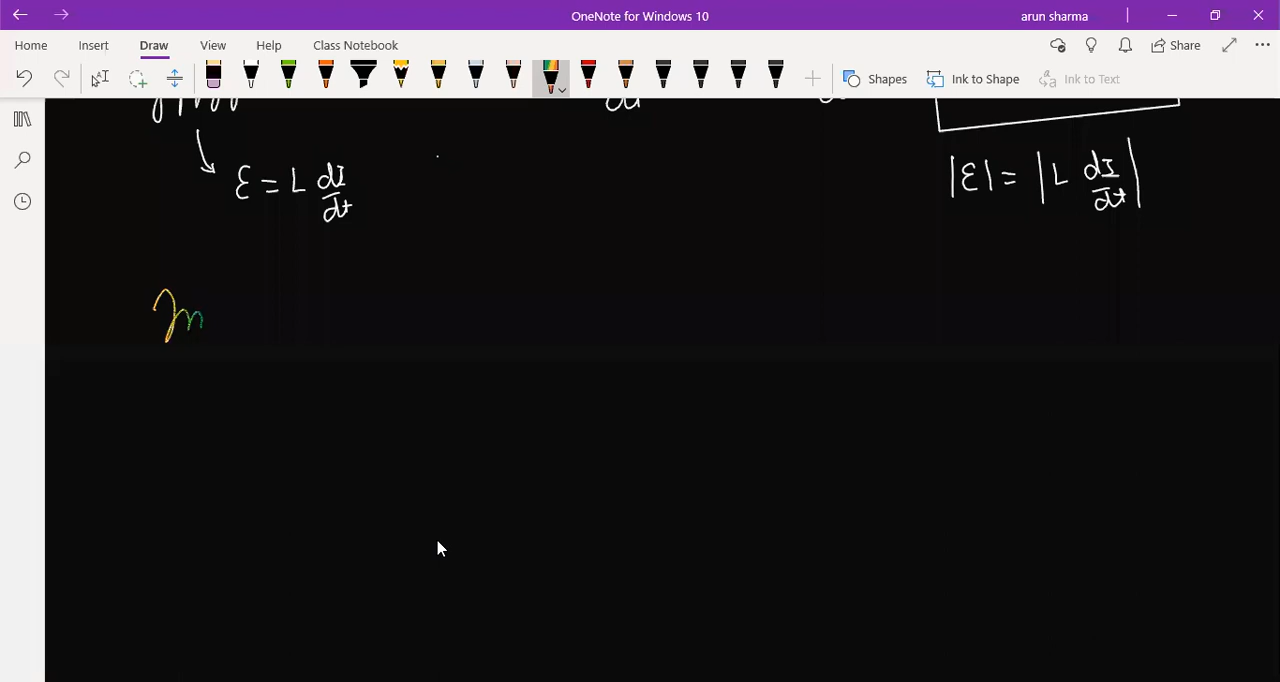 OneNote for Windows 10
arun sharma
Home Insert Draw View Help Class Notebook
Share
Shapes Ink to Shape Ink to Text
ε = L dI/dt
|ε| = |L dI/dt|